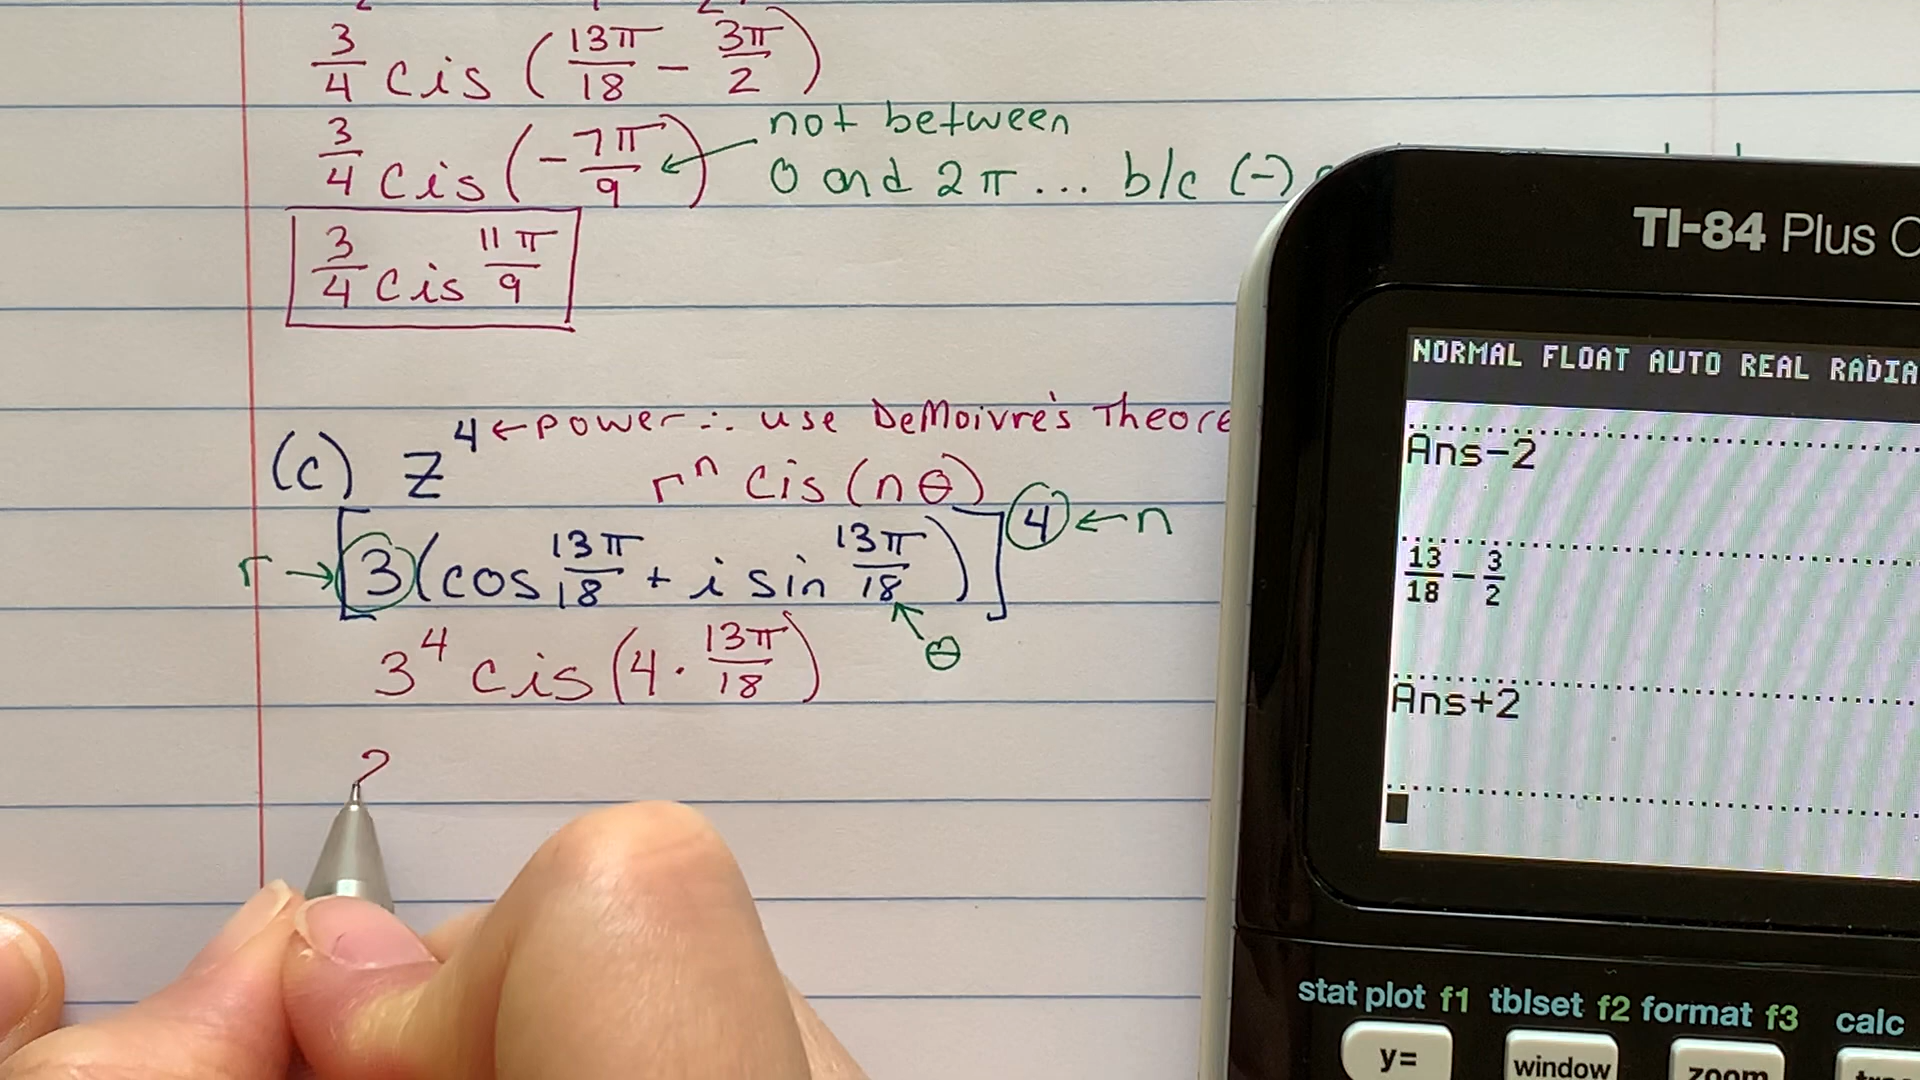 3/4 cis (13π/18 - 3π/2)
3/4 cis (-7π/9) ← not between
0 and 2π... b/c (-)
3/4 cis 11π/9
(c) z^4 ← power ∴ use DeMoivre's Theore
r^n cis (nθ)
r → [3(cos 13π/18 + i sin 13π/18)]^4 ← n
θ
3^4 cis (4 · 13π/18)
TI-84 Plus C
NORMAL FLOAT AUTO REAL RADIA
Ans-2
13/18 - 3/2
Ans+2
stat plot f1 tblset f2 format f3 calc
y= window zoom